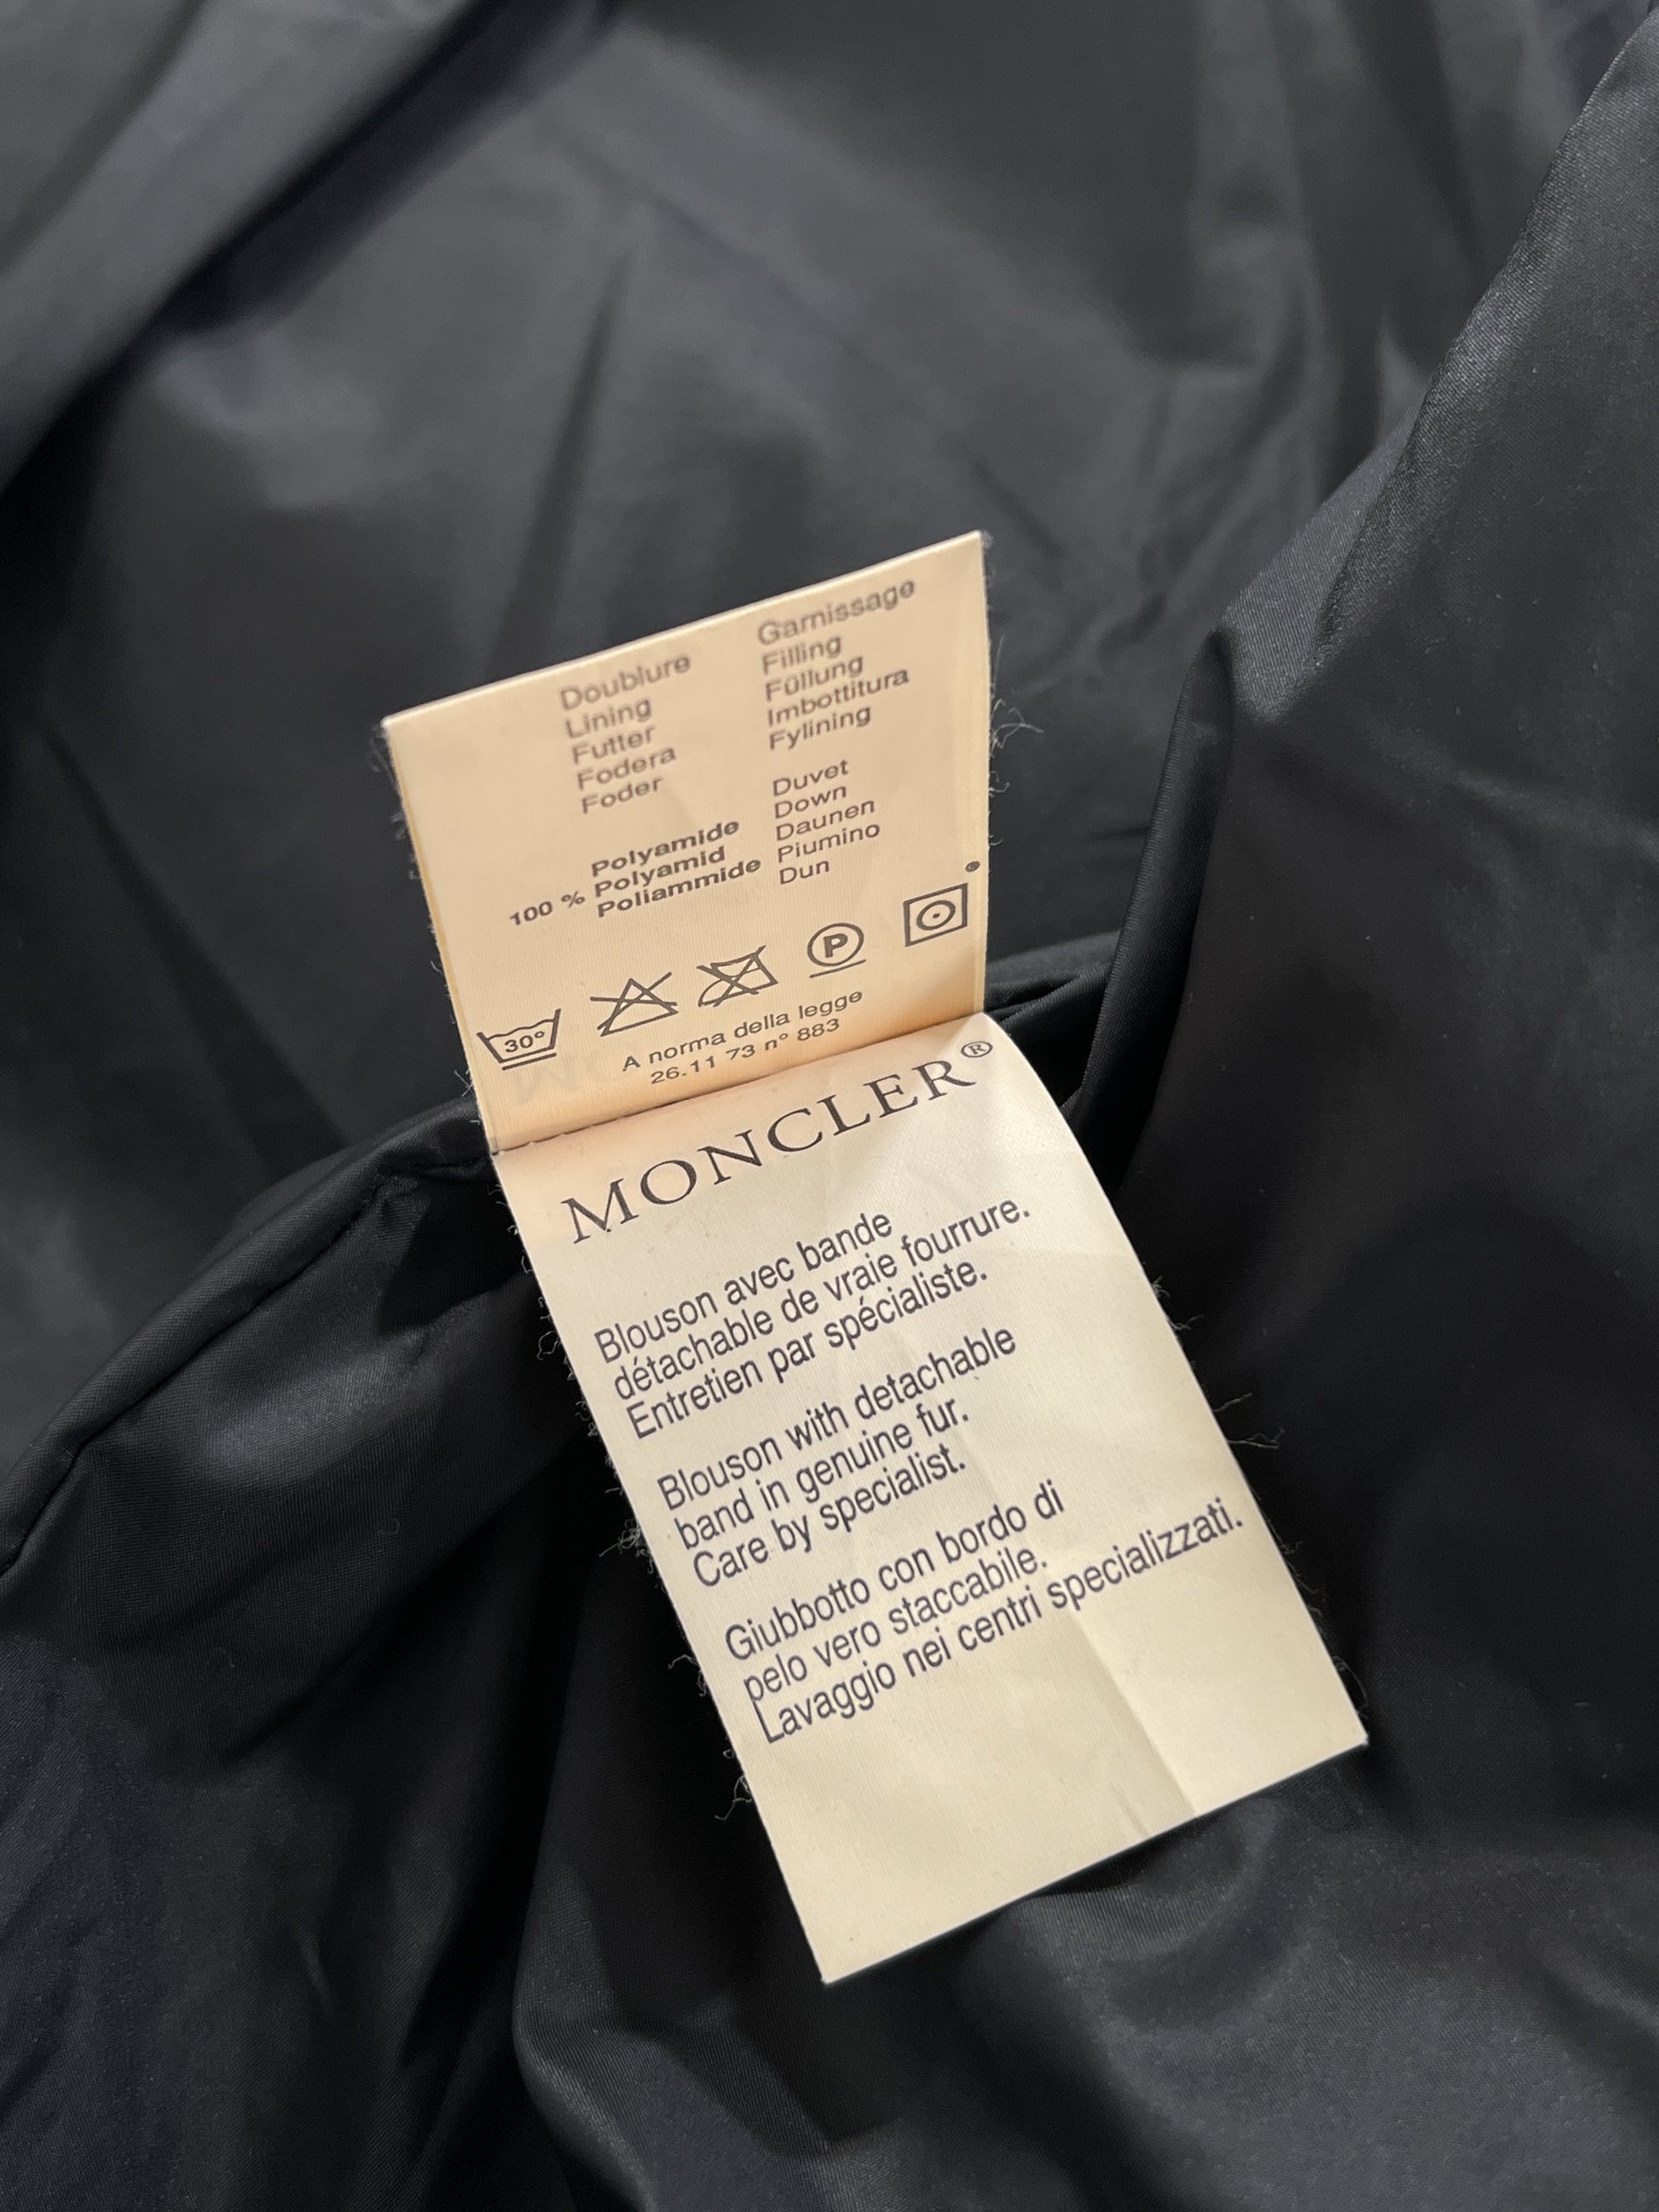 Doublure
Lining
Futter
Fodera
Foder
Garnissage
Filling
Füllung
Imbottitura
Fylining
Polyamide
100 % Polyamid
Poliammide
Duvet
Down
Daunen
Piumino
Dun
30°
P
A norma della legge
26.11 73 n° 883
MONCLER®
Blouson avec bande
détachable de vraie fourrure.
Entretien par spécialiste.
Blouson with detachable
band in genuine fur.
Care by specialist.
Giubbotto con bordo di
pelo vero staccabile.
Lavaggio nei centri specializzati.